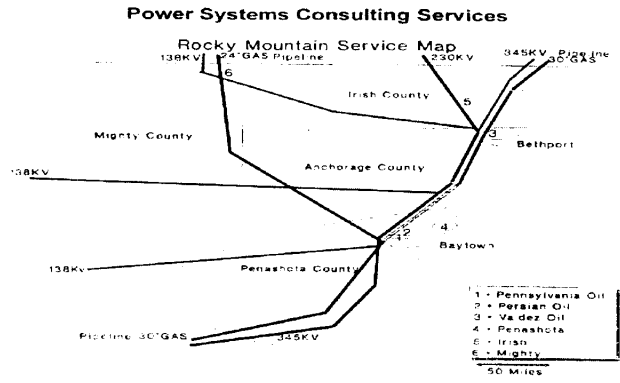 Power Systems Consulting Services
Rocky Mountain Service Map
138KV 24"GAS Pipeline
230KV
345KV Pipeline
30"GAS
6
Irish County
5
Mighty County
3
Bethport
Anchorage County
138KV
4
12
Baytown
138Kv
Penashota County
Pipeline 30"GAS
345KV
1 - Pennsylvania Oil
2 - Persian Oil
3 - Valdez Oil
4 - Penashota
5 - Irish
6 - Mighty
50 Miles